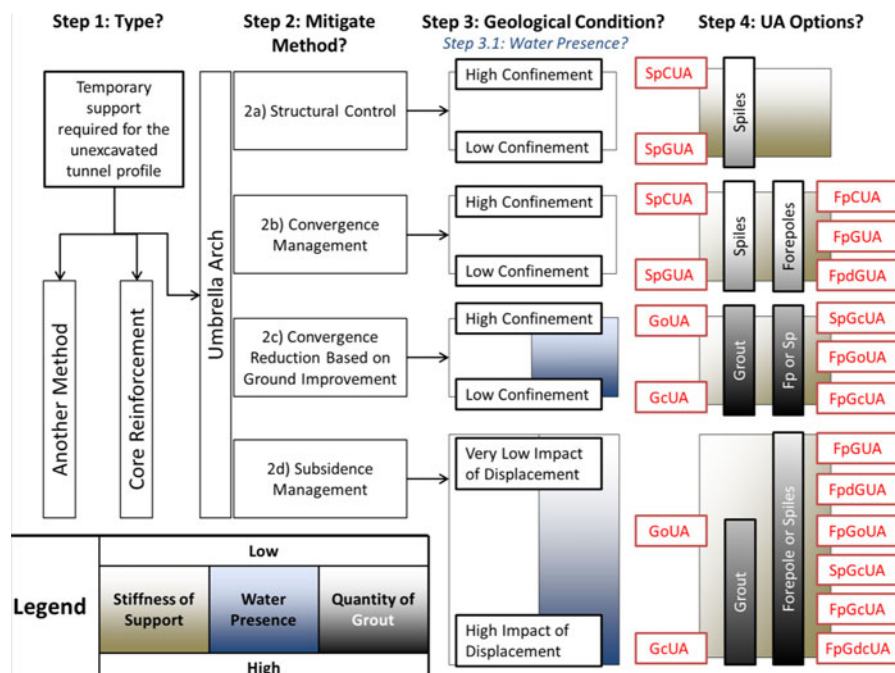 Step 1: Type?
Step 2: Mitigate
Method?
Step 3: Geological Condition?
Step 3.1: Water Presence?
Step 4: UA Options?
Temporary
support
required for the
unexcavated
tunnel profile
Another Method
Core Reinforcement
Umbrella Arch
2a) Structural Control
High Confinement
Low Confinement
SpCUA
SpGUA
Spiles
2b) Convergence
Management
High Confinement
Low Confinement
SpCUA
SpGUA
Spiles
Forepoles
FpCUA
FpGUA
FpdGUA
2c) Convergence
Reduction Based on
Ground Improvement
High Confinement
Low Confinement
GoUA
GcUA
Grout
Fp or Sp
SpGcUA
FpGoUA
FpGcUA
2d) Subsidence
Management
Very Low Impact
of Displacement
High Impact of
Displacement
GoUA
GcUA
Grout
Forepole or Spiles
FpGUA
FpdGUA
FpGoUA
SpGcUA
FpGcUA
FpGdcUA
Legend
Low
Stiffness of
Support
Water
Presence
Quantity of
Grout
High